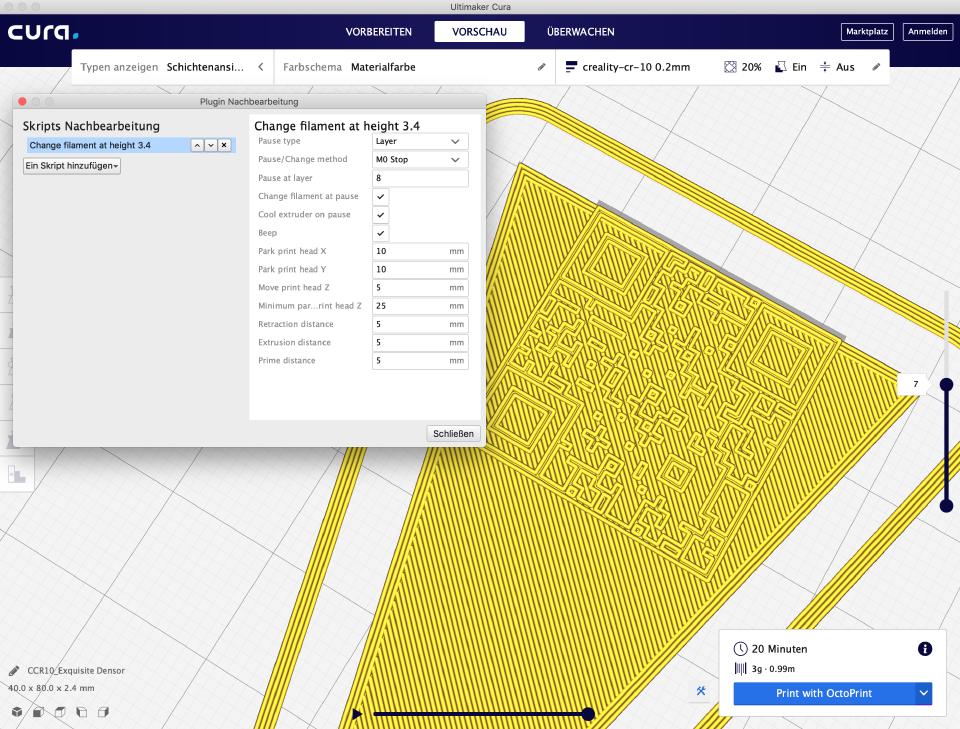 Ultimaker Cura
cura.
VORBEREITEN
VORSCHAU
ÜBERWACHEN
Marktplatz
Anmelden
Typen anzeigen Schichtenansi...
Farbschema Materialfarbe
creality-cr-10 0.2mm
20%
Ein
Aus
Plugin Nachbearbeitung
Skripts Nachbearbeitung
Change filament at height 3.4
Ein Skript hinzufügen
Change filament at height 3.4
Pause type Layer
Pause/Change method M0 Stop
Pause at layer 8
Change filament at pause
Cool extruder on pause
Beep
Park print head X 10 mm
Park print head Y 10 mm
Move print head Z 5 mm
Minimum par...rint head Z 25 mm
Retraction distance 5 mm
Extrusion distance 5 mm
Prime distance 5 mm
Schließen
7
CCR10_Exquisite Densor
40.0 x 80.0 x 2.4 mm
20 Minuten
3g · 0.99m
Print with OctoPrint